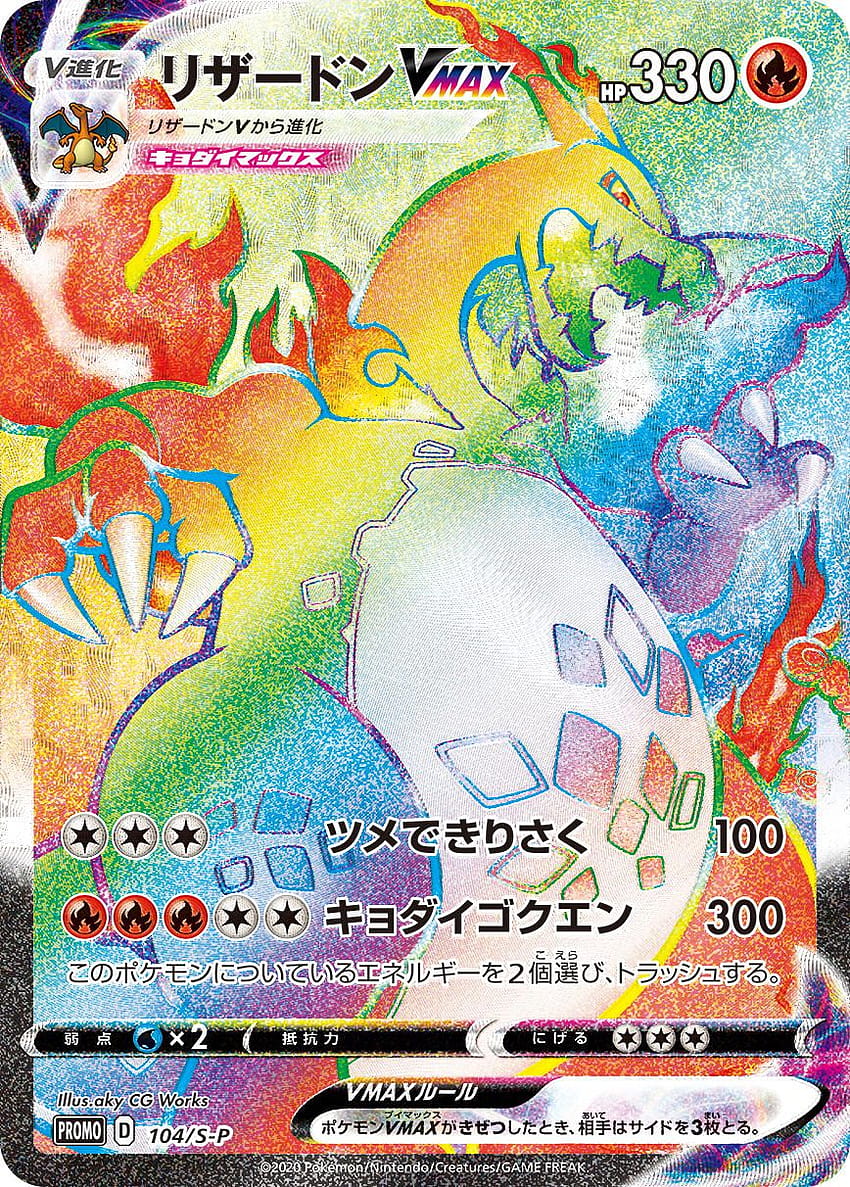 V進化
リザードンVMAX
HP330
リザードンVから進化
キョダイマックス
ツメできりさく 100
キョダイゴクエン 300
このポケモンについているエネルギーを2個選び、トラッシュする。
弱点 ×2 抵抗力 にげる
Illus.aky CG Works
VMAXルール
ポケモンVMAXがきぜつしたとき、相手はサイドを3枚とる。
PROMO D 104/S-P
©2020 Pokémon/Nintendo/Creatures/GAME FREAK